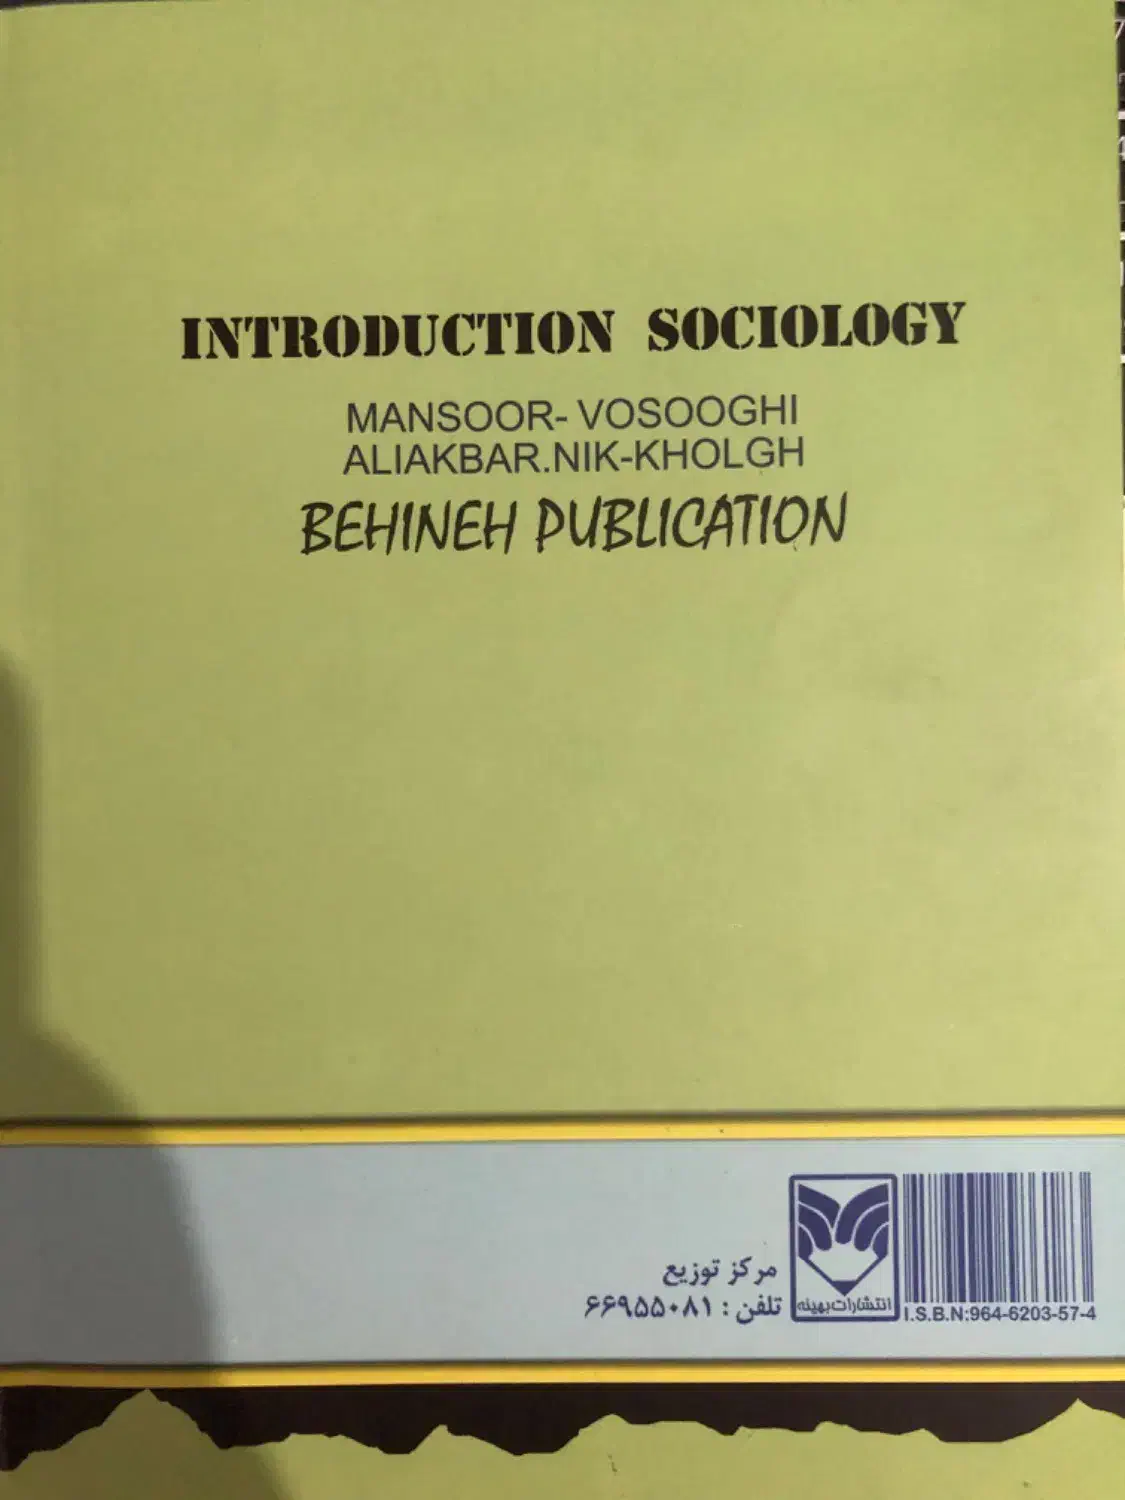 INTRODUCTION SOCIOLOGY
MANSOOR- VOSOOGHI
ALIAKBAR.NIK-KHOLGH
BEHINEH PUBLICATION
مرکز توزیع
تلفن : ۶۶۹۵۵۰۸۱
انتشارات بهینه
I.S.B.N:964-6203-57-4